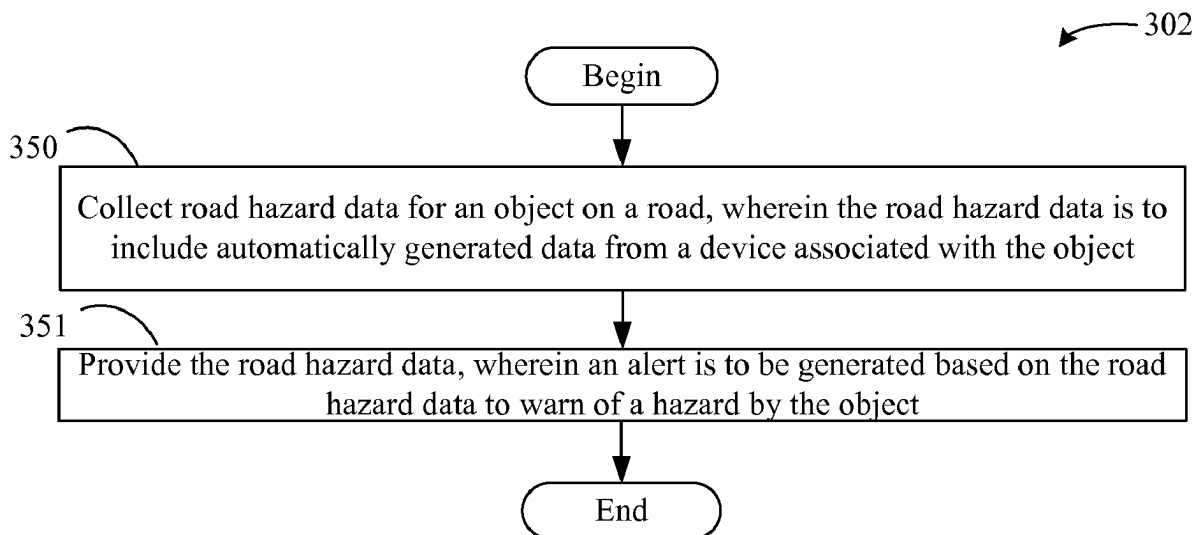 302
Begin
350
Collect road hazard data for an object on a road, wherein the road hazard data is to
include automatically generated data from a device associated with the object
351
Provide the road hazard data, wherein an alert is to be generated based on the road
hazard data to warn of a hazard by the object
End